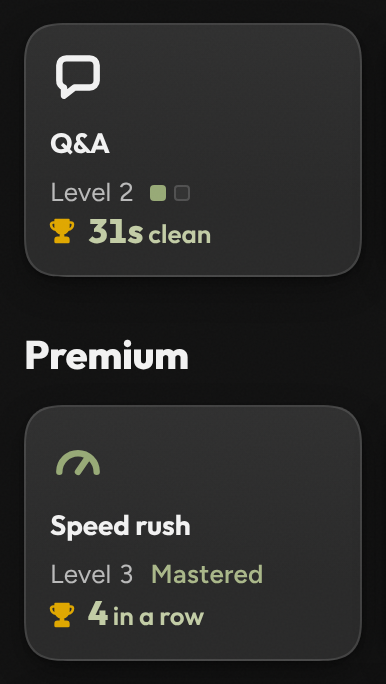 Q&A
Level 2
31s clean
Premium
Speed rush
Level 3 Mastered
4 in a row